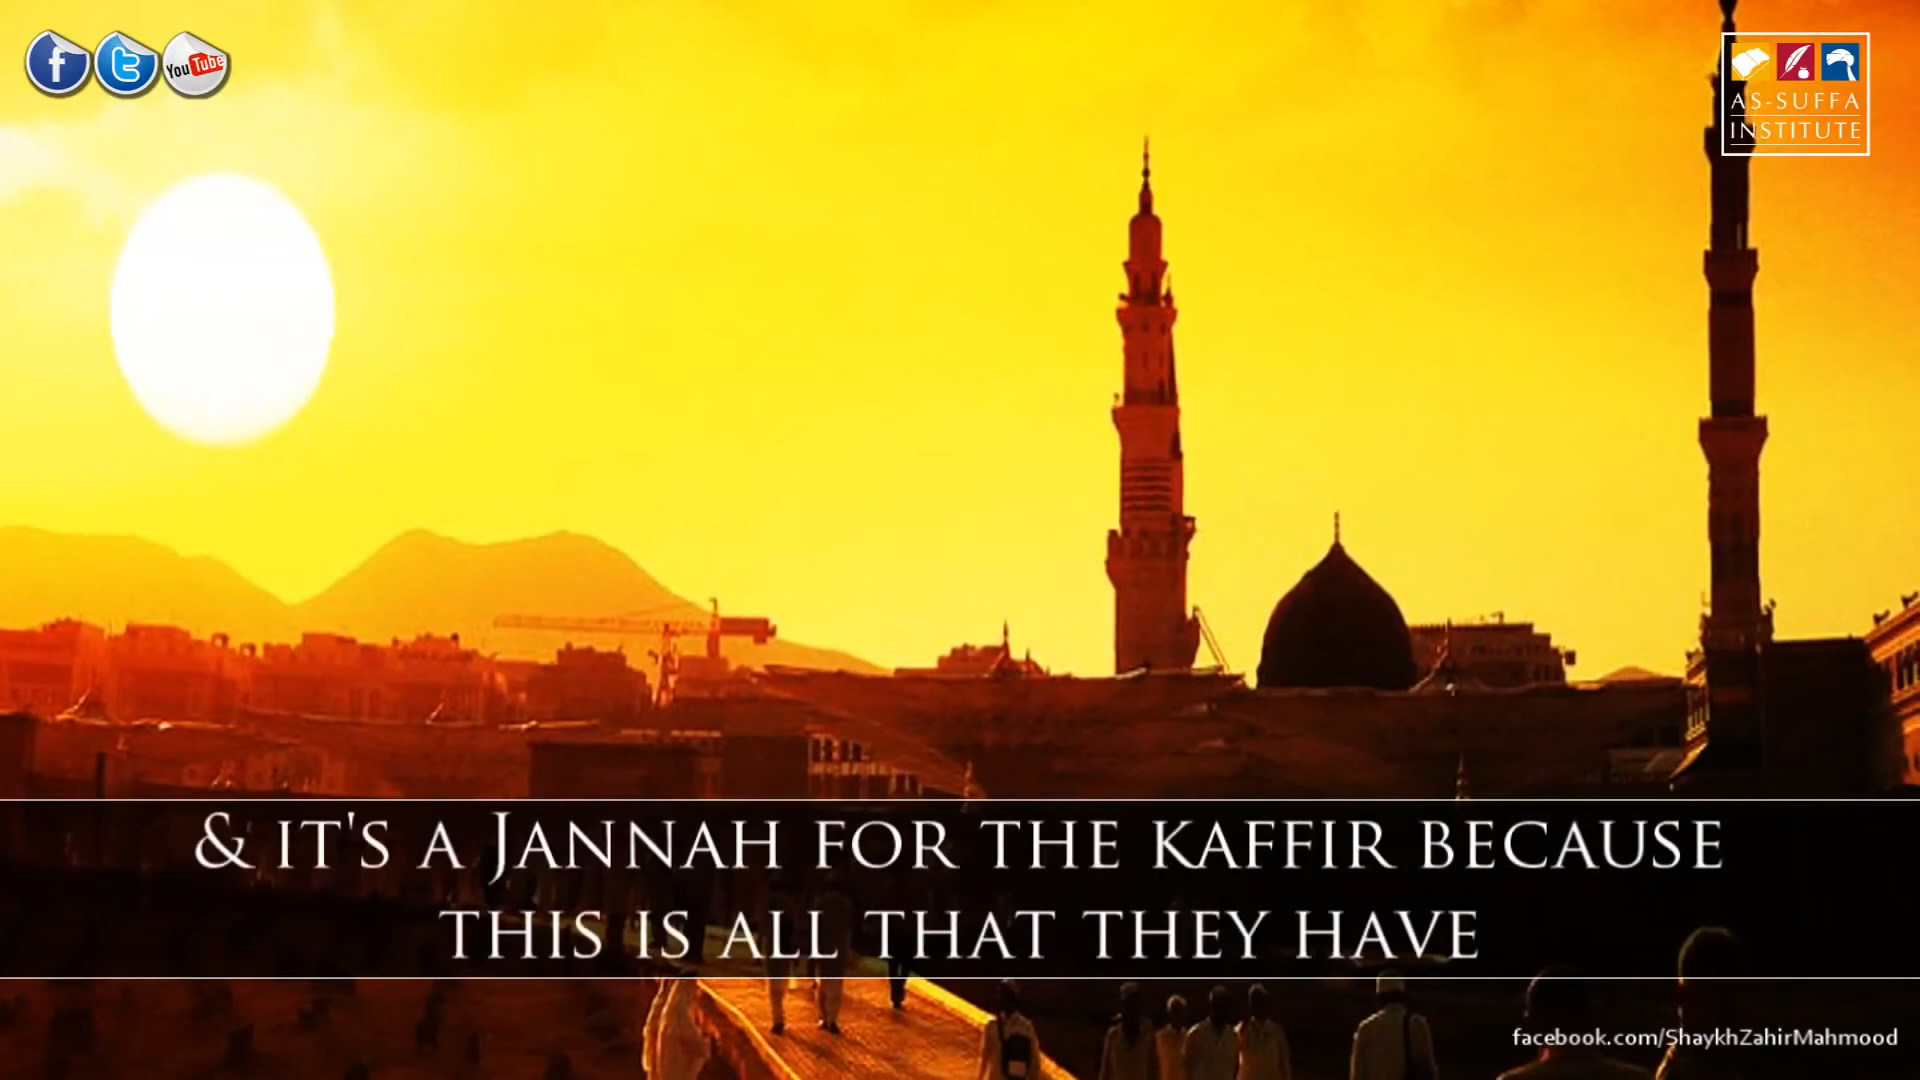 f
t
You Tube
AS-SUFFA
INSTITUTE
& IT'S A JANNAH FOR THE KAFFIR BECAUSE
THIS IS ALL THAT THEY HAVE
facebook.com/ShaykhZahirMahmood